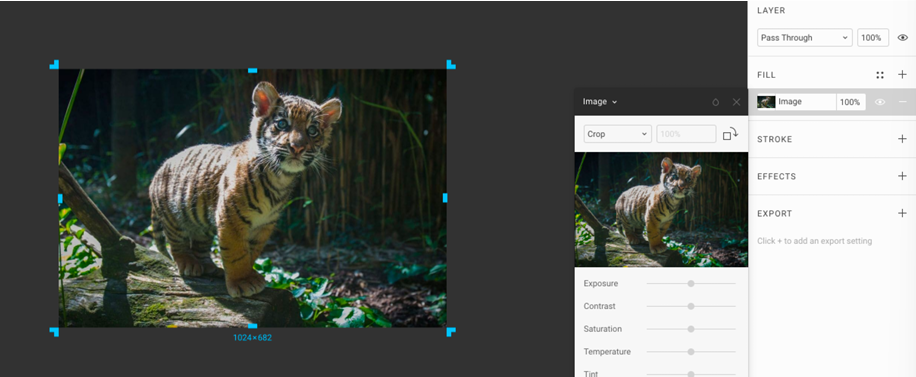 LAYER
Pass Through 100%
FILL
Image 100%
STROKE
EFFECTS
EXPORT
Click + to add an export setting
Image
Crop 100%
Exposure
Contrast
Saturation
Temperature
Tint
1024×682